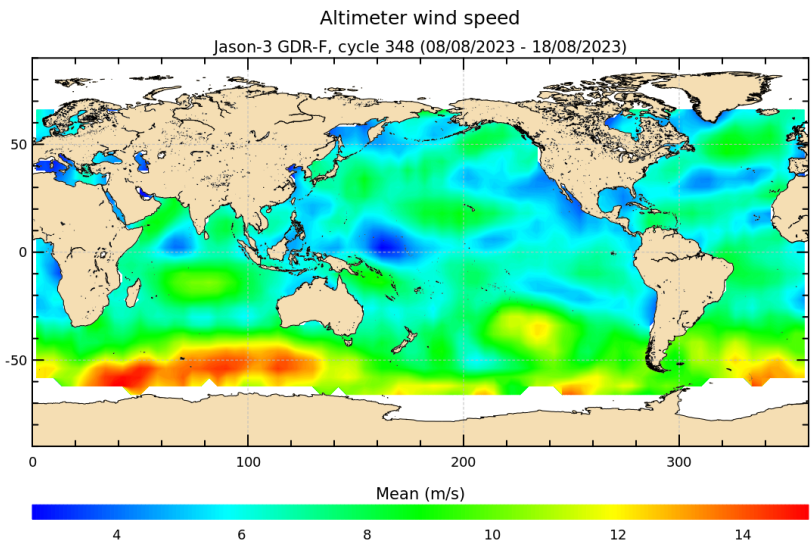 Altimeter wind speed
Jason-3 GDR-F, cycle 348 (08/08/2023 - 18/08/2023)
50
0
-50
0 100 200 300
Mean (m/s)
4 6 8 10 12 14